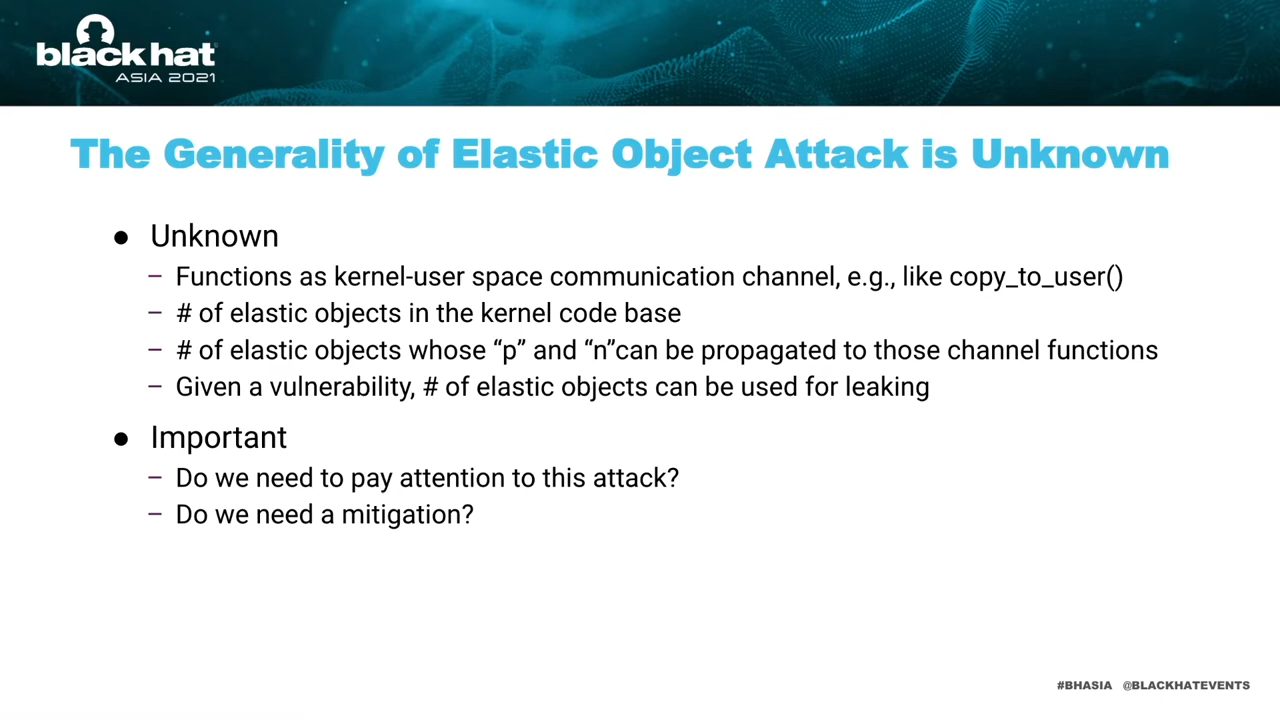 black hat
ASIA 2021
The Generality of Elastic Object Attack is Unknown
● Unknown
– Functions as kernel-user space communication channel, e.g., like copy_to_user()
– # of elastic objects in the kernel code base
– # of elastic objects whose “p” and “n”can be propagated to those channel functions
– Given a vulnerability, # of elastic objects can be used for leaking
● Important
– Do we need to pay attention to this attack?
– Do we need a mitigation?
#BHASIA @BLACKHATEVENTS